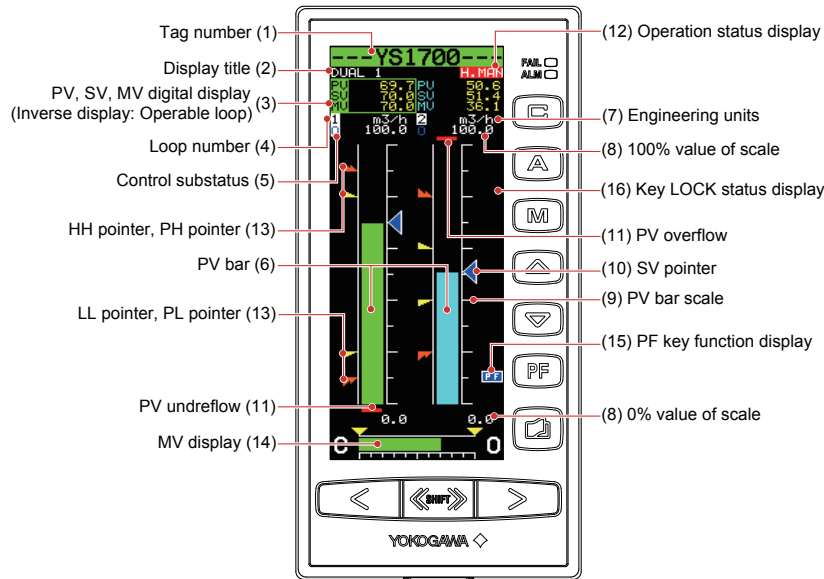 Tag number (1)
(12) Operation status display
---YS1700---
FAIL
ALM
Display title (2)
DUAL 1 H.MAN
PV, SV, MV digital display
(3)
(Inverse display: Operable loop)
PV 69.7 PV 50.6
SV 70.0 SV 51.4
MV 70.0 MV 36.1
C
(7) Engineering units
1 m3/h 2 m3/h
Loop number (4)
O 100.0 O 100.0
(8) 100% value of scale
Control substatus (5)
A
(16) Key LOCK status display
M
HH pointer, PH pointer (13)
(11) PV overflow
PV bar (6)
(10) SV pointer
(9) PV bar scale
LL pointer, PL pointer (13)
(15) PF key function display
PF
PF
PV undreflow (11)
0.0 0.0
(8) 0% value of scale
MV display (14)
C O
< SHIFT >
YOKOGAWA